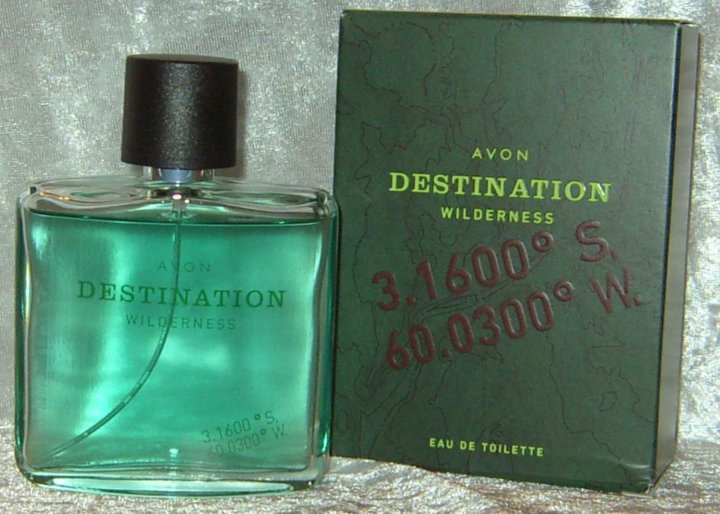 AVON
DESTINATION
WILDERNESS
3.1600° S.
60.0300° W.
AVON
DESTINATION
WILDERNESS
3.1600° S.
60.0300° W.
EAU DE TOILETTE